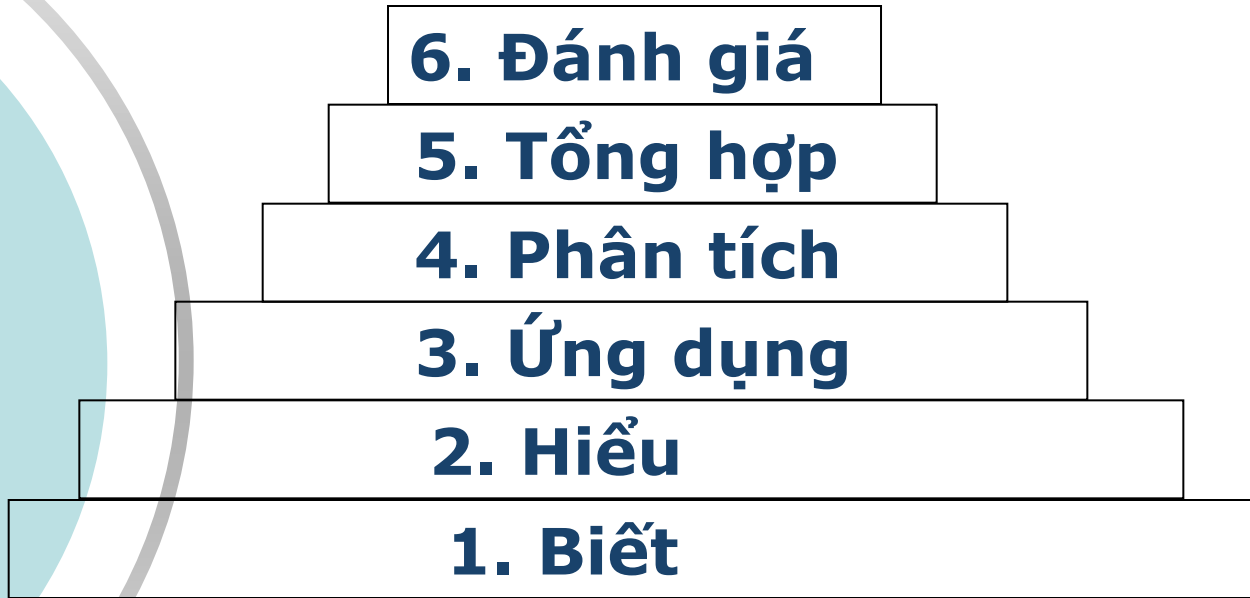 6. Đánh giá
5. Tổng hợp
4. Phân tích
3. Ứng dụng
2. Hiểu
1. Biết